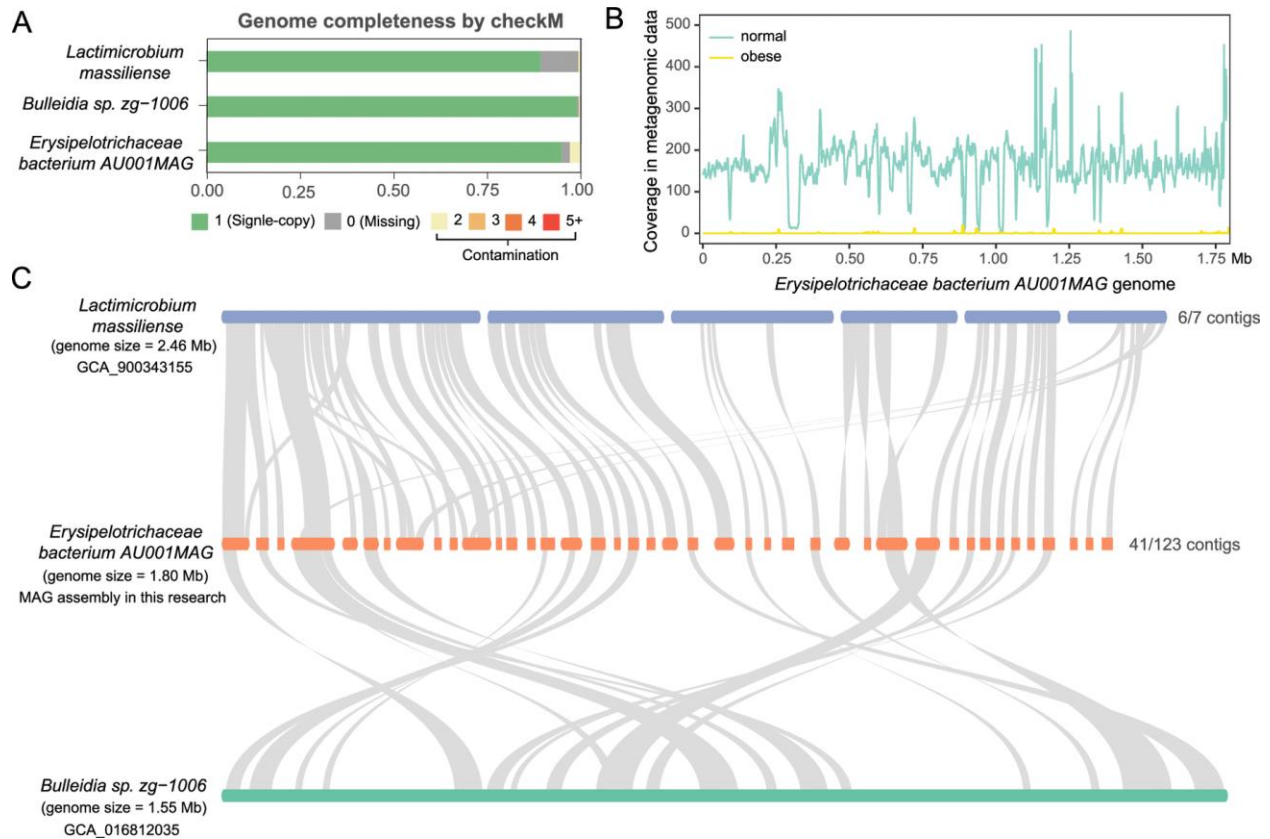 A
Genome completeness by checkM
Lactimicrobium
massiliense
Bulleidia sp. zg-1006
Erysipelotrichaceae
bacterium AU001MAG
0.00 0.25 0.50 0.75 1.00
1 (Signle-copy) 0 (Missing) 2 3 4 5+
Contamination
B
Coverage in metagenomic data
500
400
300
200
100
0
normal
obese
0 0.25 0.50 0.75 1.00 1.25 1.50 1.75 Mb
Erysipelotrichaceae bacterium AU001MAG genome
C
Lactimicrobium
massiliense
(genome size = 2.46 Mb)
GCA_900343155
6/7 contigs
Erysipelotrichaceae
bacterium AU001MAG
(genome size = 1.80 Mb)
MAG assembly in this research
41/123 contigs
Bulleidia sp. zg-1006
(genome size = 1.55 Mb)
GCA_016812035